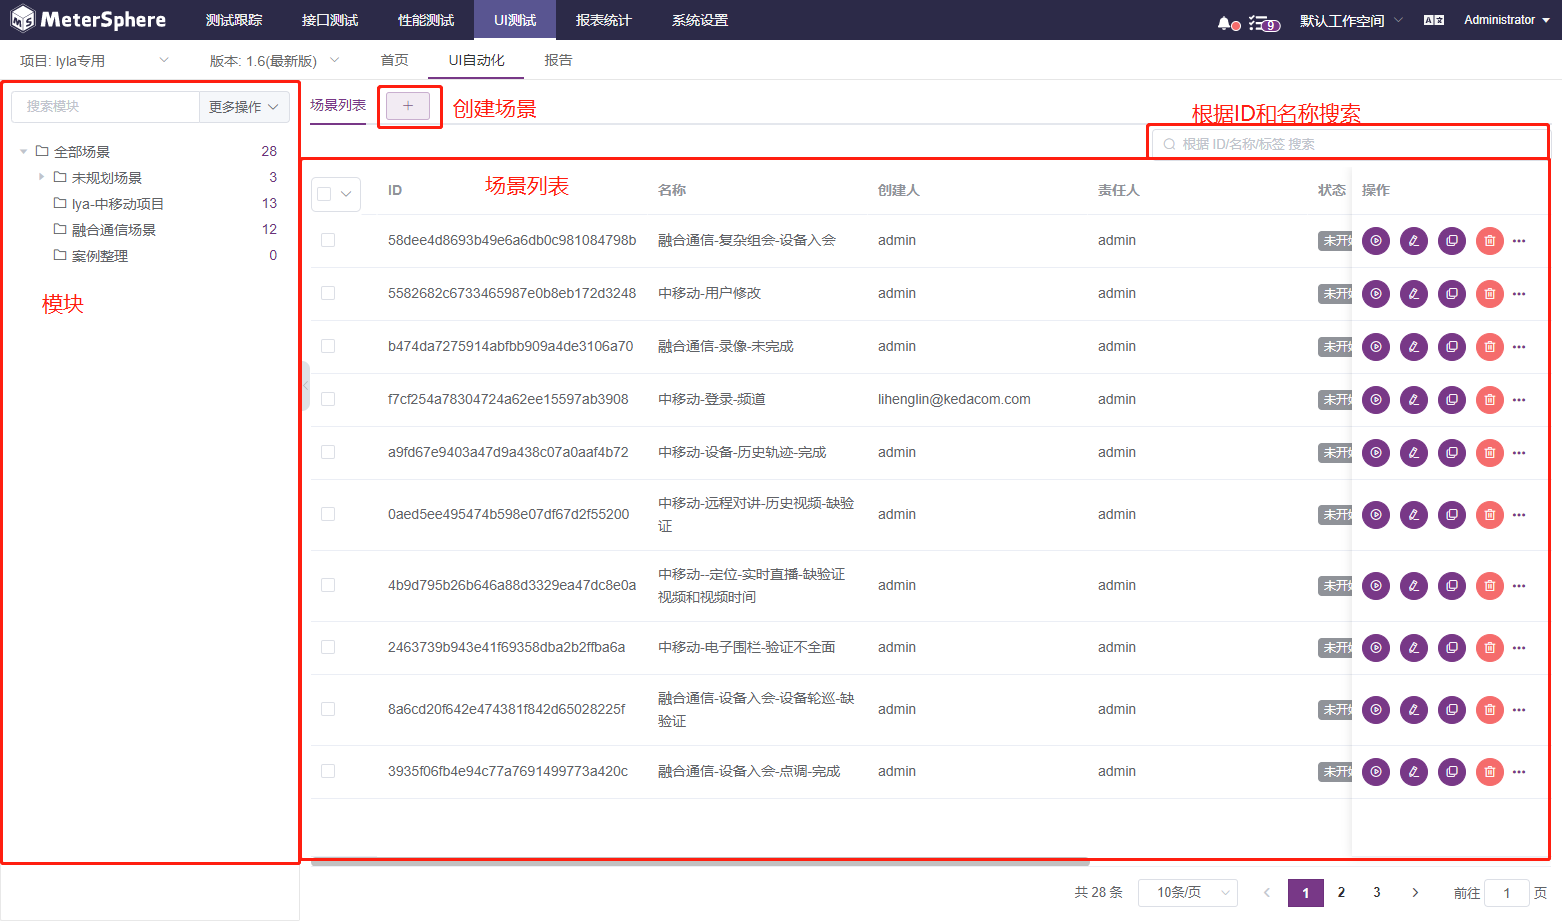 MeterSphere 测试跟踪 接口测试 性能测试 UI测试 报表统计 系统设置 9 默认工作空间 Administrator
项目: lyla专用 版本: 1.6(最新版) 首页 UI自动化 报告
搜索模块 更多操作
全部场景 28
未规划场景 3
lya-中移动项目 13
融合通信场景 12
案例整理 0
模块
场景列表 + 创建场景
根据ID和名称搜索
根据 ID/名称/标签 搜索
场景列表
ID 名称 创建人 责任人 状态 操作
58dee4d8693b49e6a6db0c981084798b 融合通信-复杂组会-设备入会 admin admin 未开始
5582682c6733465987e0b8eb172d3248 中移动-用户修改 admin admin 未开始
b474da7275914abfbb909a4de3106a70 融合通信-录像-未完成 admin admin 未开始
f7cf254a78304724a62ee15597ab3908 中移动-登录-频道 lihenglin@kedacom.com admin 未开始
a9fd67e9403a47d9a438c07a0aaf4b72 中移动-设备-历史轨迹-完成 admin admin 未开始
0aed5ee495474b598e07df67d2f55200 中移动-远程对讲-历史视频-缺验 admin admin 未开始
证
4b9d795b26b646a88d3329ea47dc8e0a 中移动--定位-实时直播-缺验证 admin admin 未开始
视频和视频时间
2463739b943e41f69358dba2b2ffba6a 中移动-电子围栏-验证不全面 admin admin 未开始
8a6cd20f642e474381f842d65028225f 融合通信-设备入会-设备轮巡-缺 admin admin 未开始
验证
3935f06fb4e94c77a7691499773a420c 融合通信-设备入会-点调-完成 admin admin 未开始
共 28 条 10条/页 1 2 3 前往 1 页